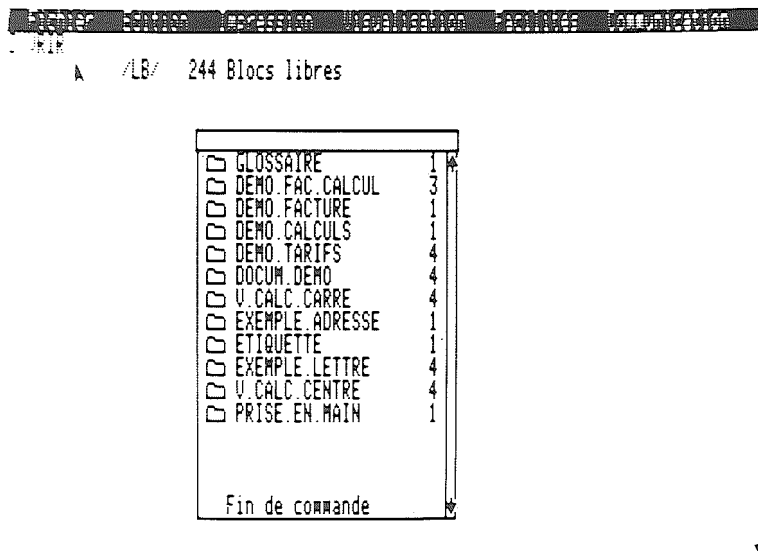 /LB/ 244 Blocs libres
GLOSSAIRE 1
DEMO.FAC.CALCUL 3
DEMO.FACTURE 1
DEMO.CALCULS 1
DEMO.TARIFS 4
DOCUM.DEMO 4
V.CALC.CARRE 4
EXEMPLE.ADRESSE 1
ETIQUETTE 1
EXEMPLE.LETTRE 4
V.CALC.CENTRE 4
PRISE.EN.MAIN 1
Fin de commande